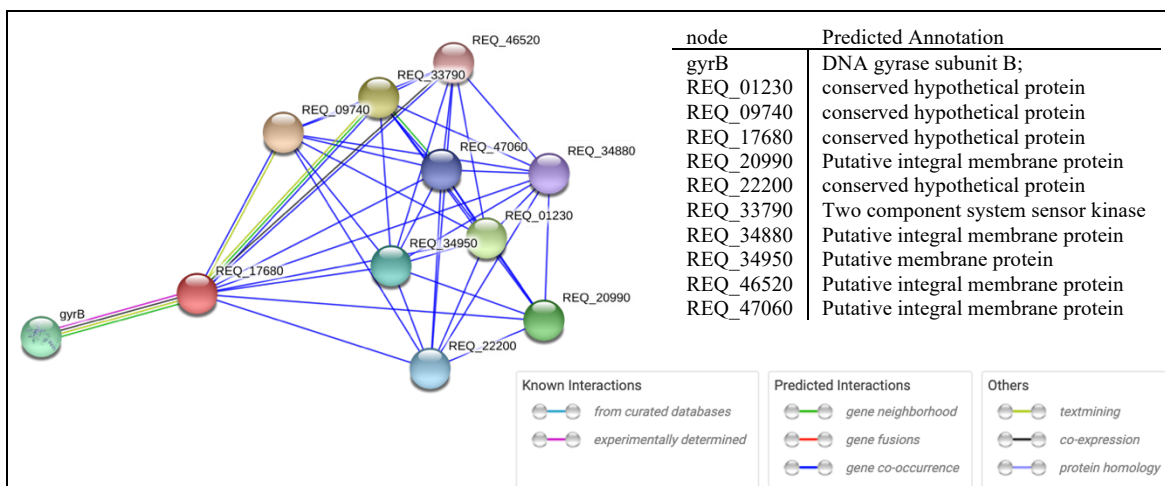 REQ_46520
REQ_33790
REQ_09740
REQ_47060
REQ_34880
REQ_01230
REQ_34950
REQ_17680
REQ_20990
gyrB
REQ_22200
node Predicted Annotation
gyrB DNA gyrase subunit B;
REQ_01230 conserved hypothetical protein
REQ_09740 conserved hypothetical protein
REQ_17680 conserved hypothetical protein
REQ_20990 Putative integral membrane protein
REQ_22200 conserved hypothetical protein
REQ_33790 Two component system sensor kinase
REQ_34880 Putative integral membrane protein
REQ_34950 Putative membrane protein
REQ_46520 Putative integral membrane protein
REQ_47060 Putative integral membrane protein
Known Interactions
from curated databases
experimentally determined
Predicted Interactions
gene neighborhood
gene fusions
gene co-occurrence
Others
textmining
co-expression
protein homology